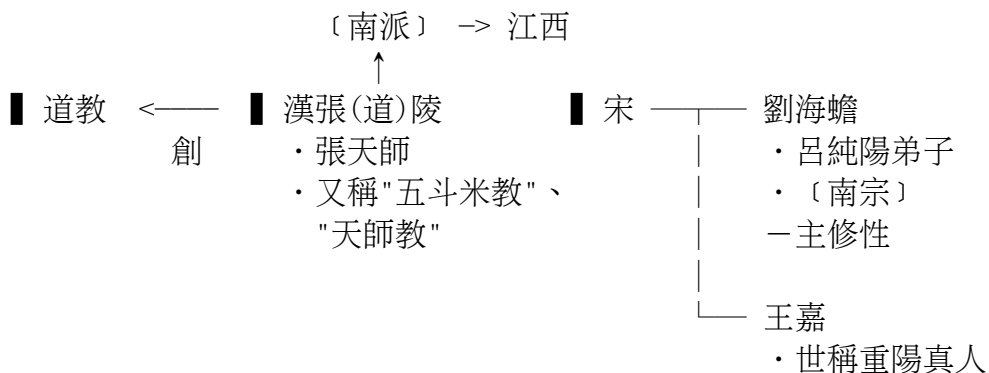 〔南派〕 —> 江西
↑
▌道教 <——— ▌漢張(道)陵 ▌宋 —┬— 劉海蟾
創 ．張天師 │ ．呂純陽弟子
．又稱"五斗米教"、 │ ．〔南宗〕
"天師教" │ －主修性
│
└— 王嘉
．世稱重陽真人